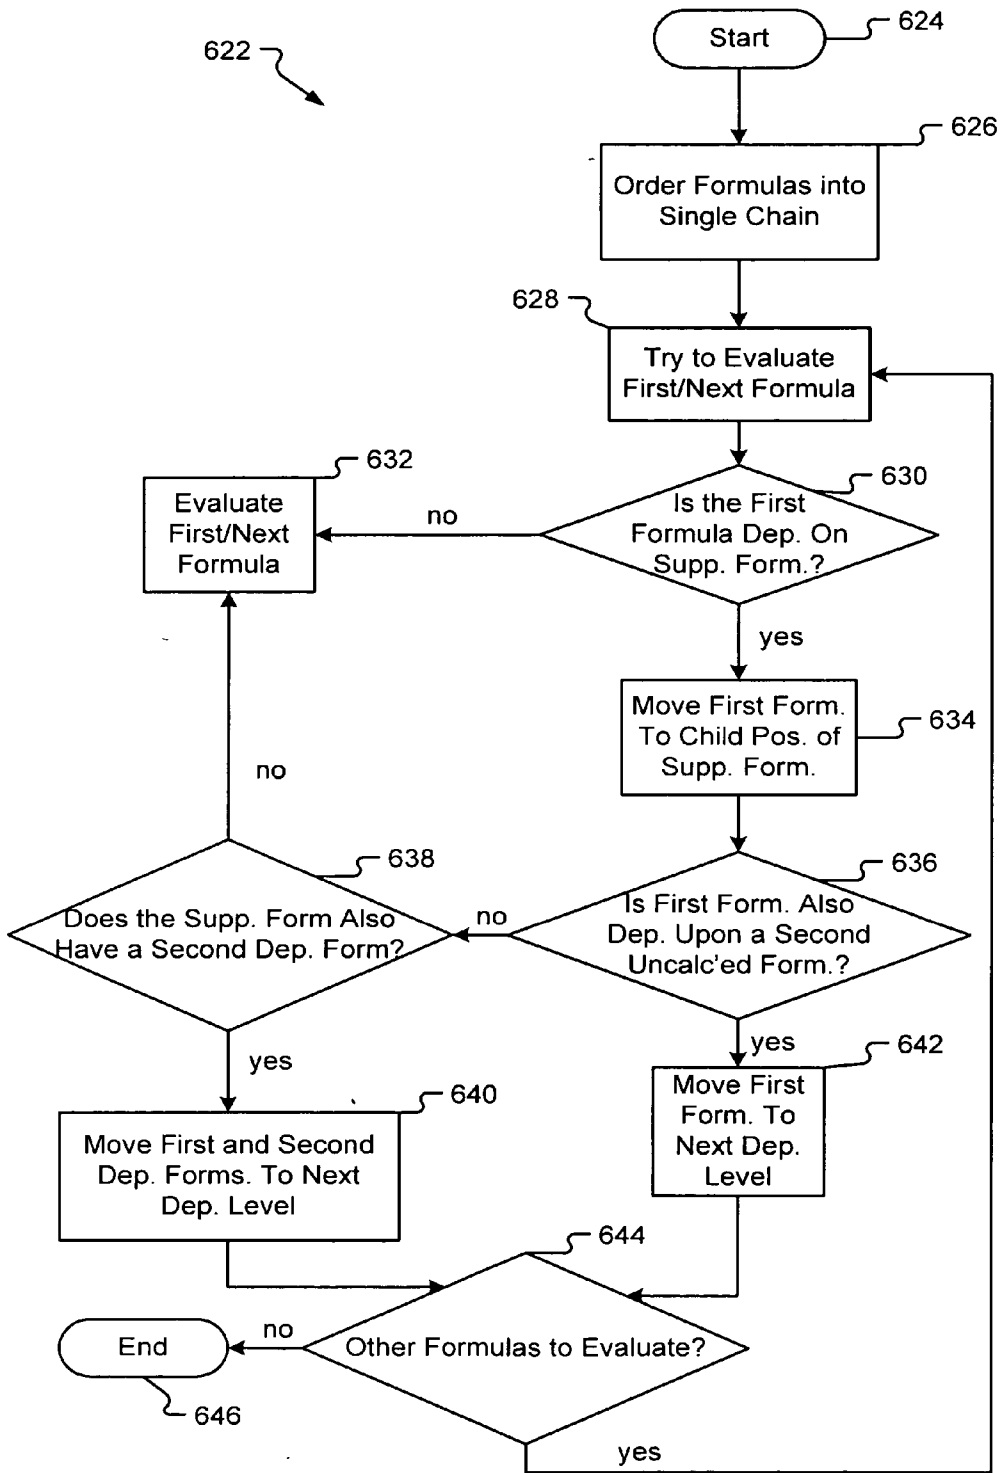 622
Start
624
626
Order Formulas into
Single Chain
628
Try to Evaluate
First/Next Formula
632
Evaluate
First/Next
Formula
no
630
Is the First
Formula Dep. On
Supp. Form.?
yes
Move First Form.
To Child Pos. of
Supp. Form.
634
no
638
Does the Supp. Form Also
Have a Second Dep. Form?
no
636
Is First Form. Also
Dep. Upon a Second
Uncalc'ed Form.?
yes
yes
640
Move First and Second
Dep. Forms. To Next
Dep. Level
642
Move First
Form. To
Next Dep.
Level
644
Other Formulas to Evaluate?
no
End
646
yes